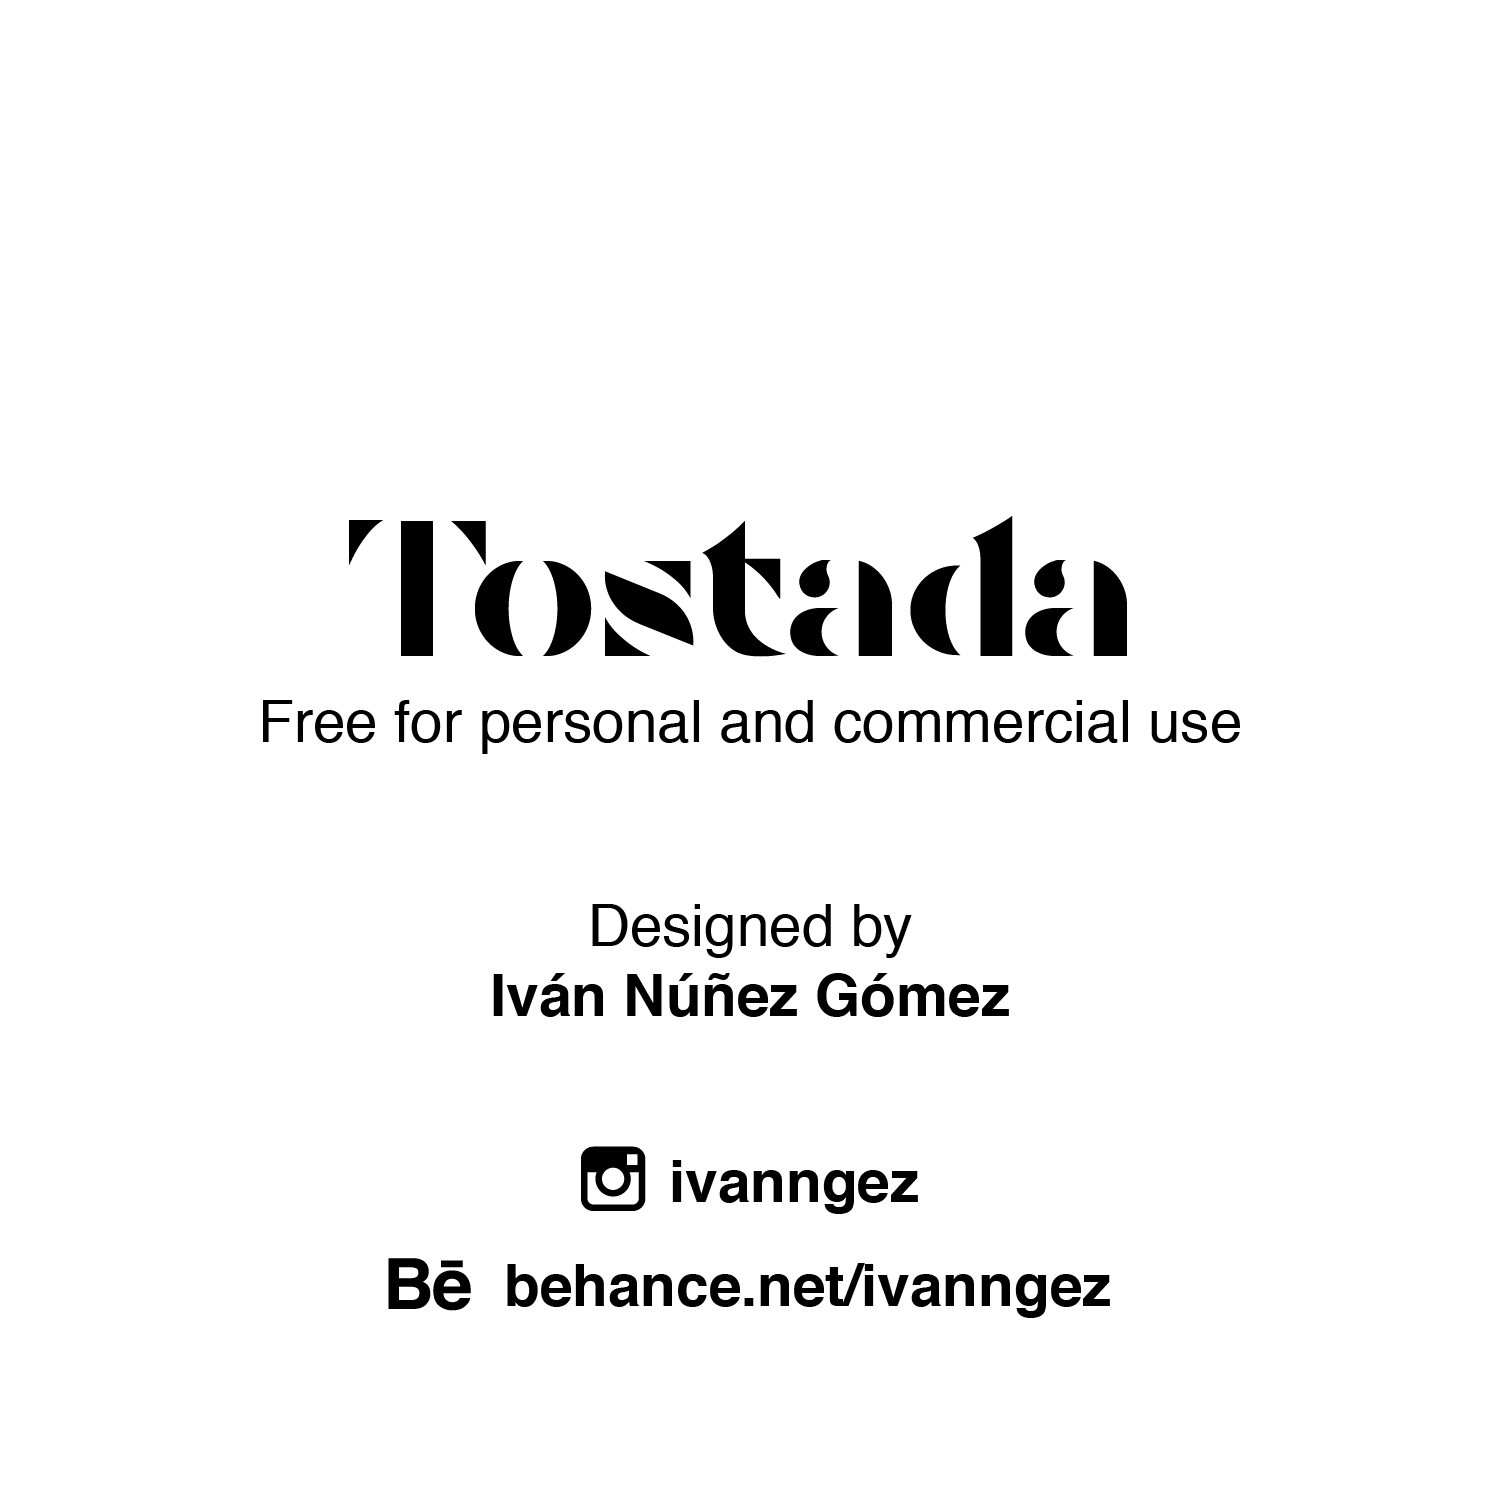 Tostada
Free for personal and commercial use
Designed by
Iván Núñez Gómez
ivanngez
Bē behance.net/ivanngez